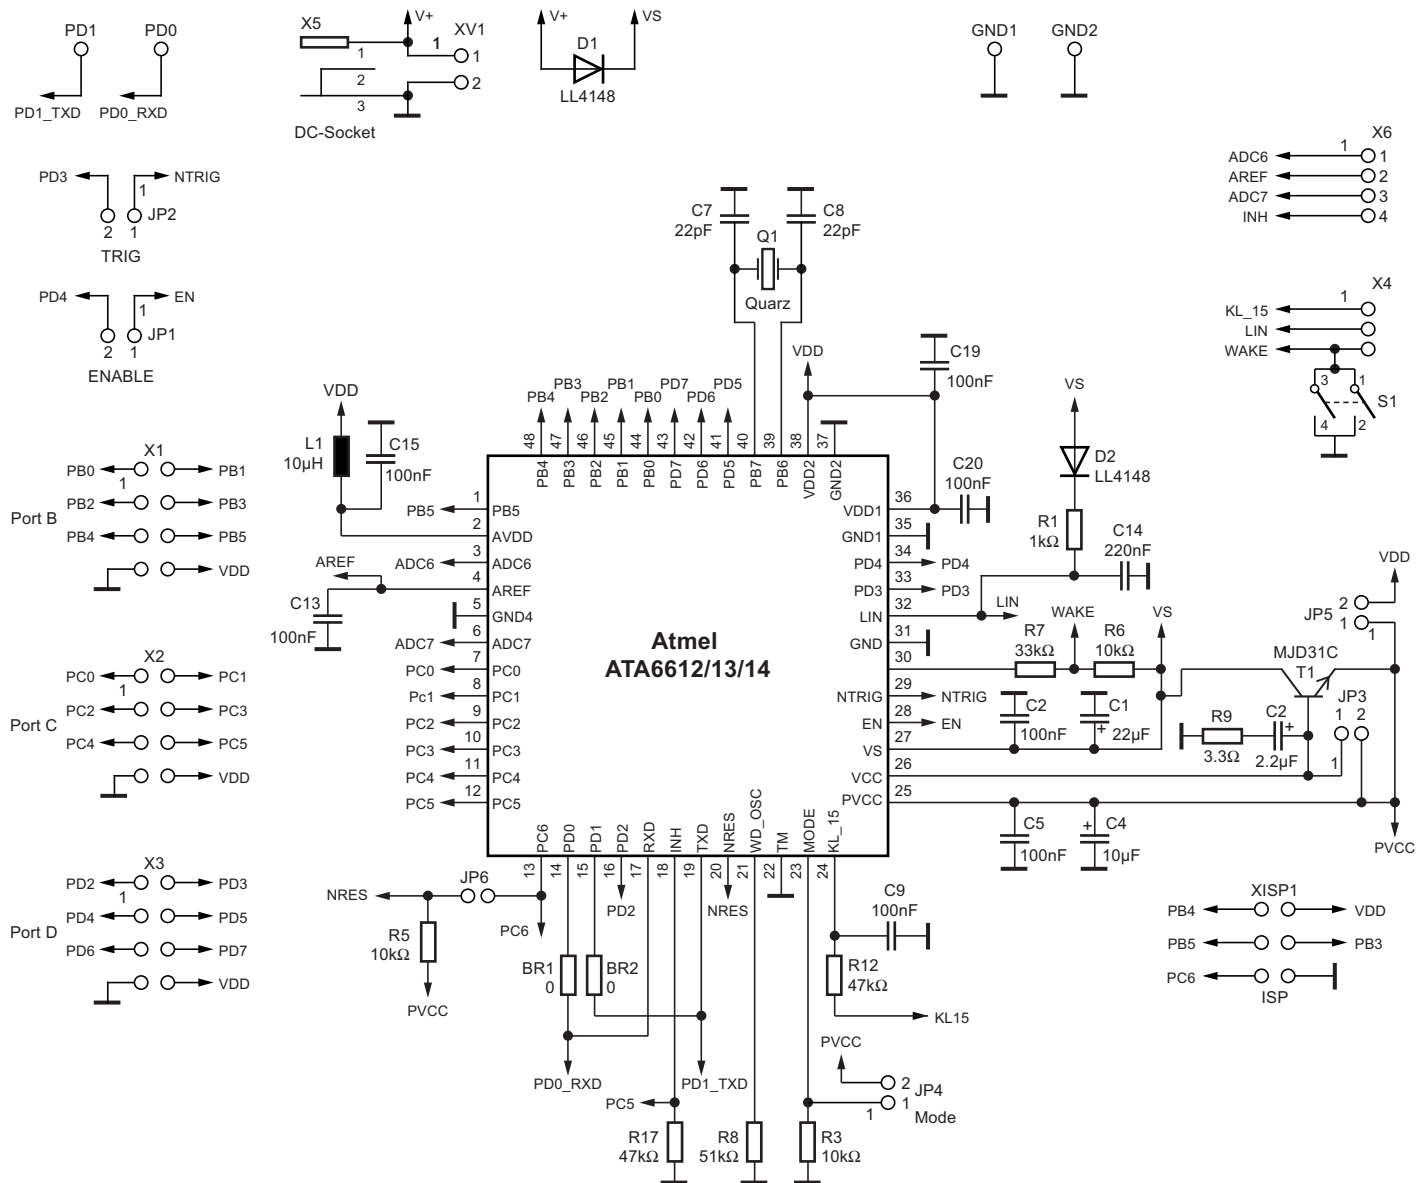 PD1 PD0
PD1_TXD PD0_RXD
X5 V+ XV1
1 1 1
2 2
3
DC-Socket
V+ VS
D1
LL4148
GND1 GND2
PD3 NTRIG
1
JP2
2 1
TRIG
PD4 EN
1
JP1
2 1
ENABLE
X6
ADC6 1 1
AREF 2
ADC7 3
INH 4
X4
KL_15 1
LIN
WAKE
3 1
S1
4 2
C7 C8
22pF 22pF
Q1
Quarz
VDD
C19
100nF
VDD
L1
10µH
C15
100nF
PB4 PB3 PB2 PB1 PB0 PD7 PD6 PD5
48 47 46 45 44 43 42 41 40 39 38 37
PB4 PB3 PB2 PB1 PB0 PD7 PD6 PD5 PB7 PB6 VDD2 GND2
C20
100nF
VS
D2
LL4148
R1
1kΩ
C14
220nF
Port B
X1
PB0 PB1
1
PB2 PB3
PB4 PB5
VDD
Port C
X2
PC0 PC1
1
PC2 PC3
PC4 PC5
VDD
Port D
X3
PD2 PD3
1
PD4 PD5
PD6 PD7
VDD
PB5 1 PB5
2 AVDD
ADC6 3 ADC6
AREF 4 AREF
C13
100nF
5 GND4
ADC7 6 ADC7
PC0 7 PC0
Pc1 8 PC1
PC2 9 PC2
PC3 10 PC3
PC4 11 PC4
PC5 12 PC5
Atmel
ATA6612/13/14
VDD1 36
GND1 35
PD4 34 PD4
PD3 33 PD3
LIN 32 LIN
GND 31
30
NTRIG 29 NTRIG
EN 28 EN
VS 27
VCC 26
PVCC 25
R7
33kΩ
WAKE
R6
10kΩ
VS
C2
100nF
C1
+ 22µF
VDD
2
JP5
1 1
MJD31C
T1
JP3
1 2
1
R9
3.3Ω
C2
+
2.2µF
C5
100nF
+ C4
10µF
PVCC
PC6 PD0 PD1 PD2 RXD INH TXD NRES WD_OSC TM MODE KL_15
13 14 15 16 17 18 19 20 21 22 23 24
NRES
JP6
R5
10kΩ
PVCC
PC6
PD2
NRES
BR1
0
BR2
0
PD0_RXD PD1_TXD
C9
100nF
R12
47kΩ
KL15
PVCC
2
JP4
1 1
Mode
PC5
R17
47kΩ
R8
51kΩ
R3
10kΩ
XISP1
PB4 VDD
PB5 PB3
PC6
ISP